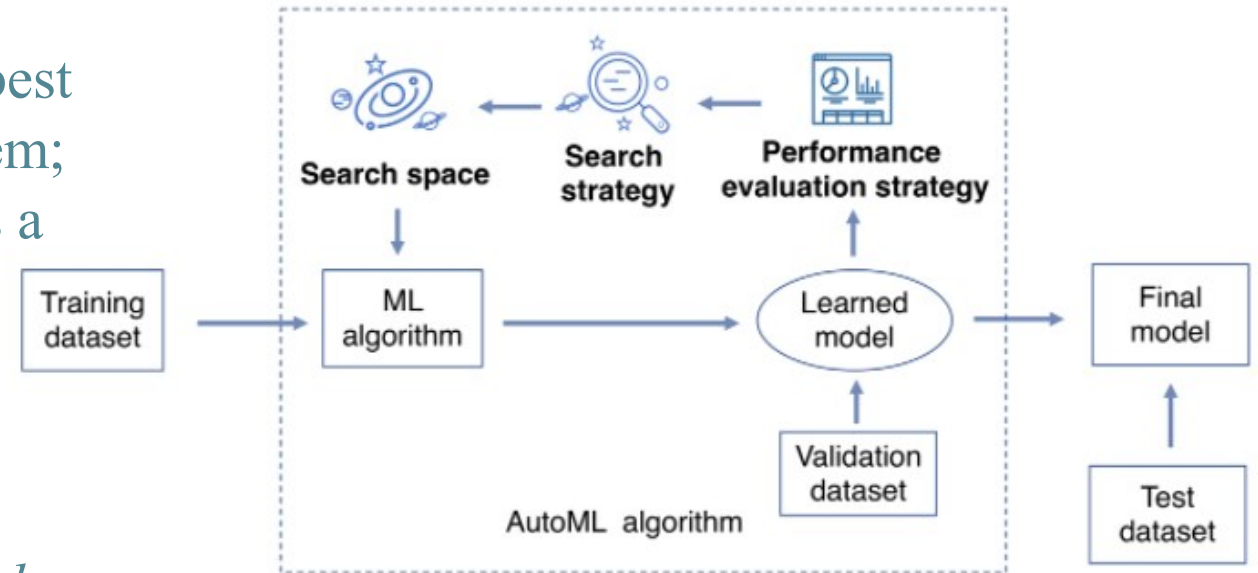 best
em;
a
Search space
Search
strategy
Performance
evaluation strategy
Training
dataset
ML
algorithm
Learned
model
Final
model
Validation
dataset
Test
dataset
AutoML algorithm